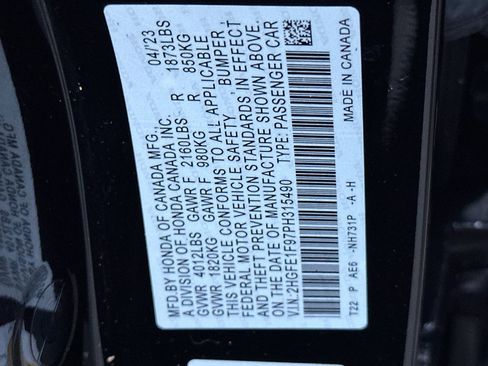 MFD.BY HONDA OF CANADA MFG. 04/'23
A DIVISION OF HONDA CANADA INC.
GVWR 4012LBS GAWR F 2160LBS R 1873LBS
GVWR 1820KG GAWR F 980KG R 850KG
THIS VEHICLE CONFORMS TO ALL APPLICABLE
FEDERAL MOTOR VEHICLE SAFETY, BUMPER,
AND THEFT PREVENTION STANDARDS IN EFFECT
ON THE DATE OF MANUFACTURE SHOWN ABOVE.
V.I.N.:2HGFE1F97PH315490 TYPE: PASSENGER CAR
T22 P AE6 -NH731P -A -H MADE IN CANADA